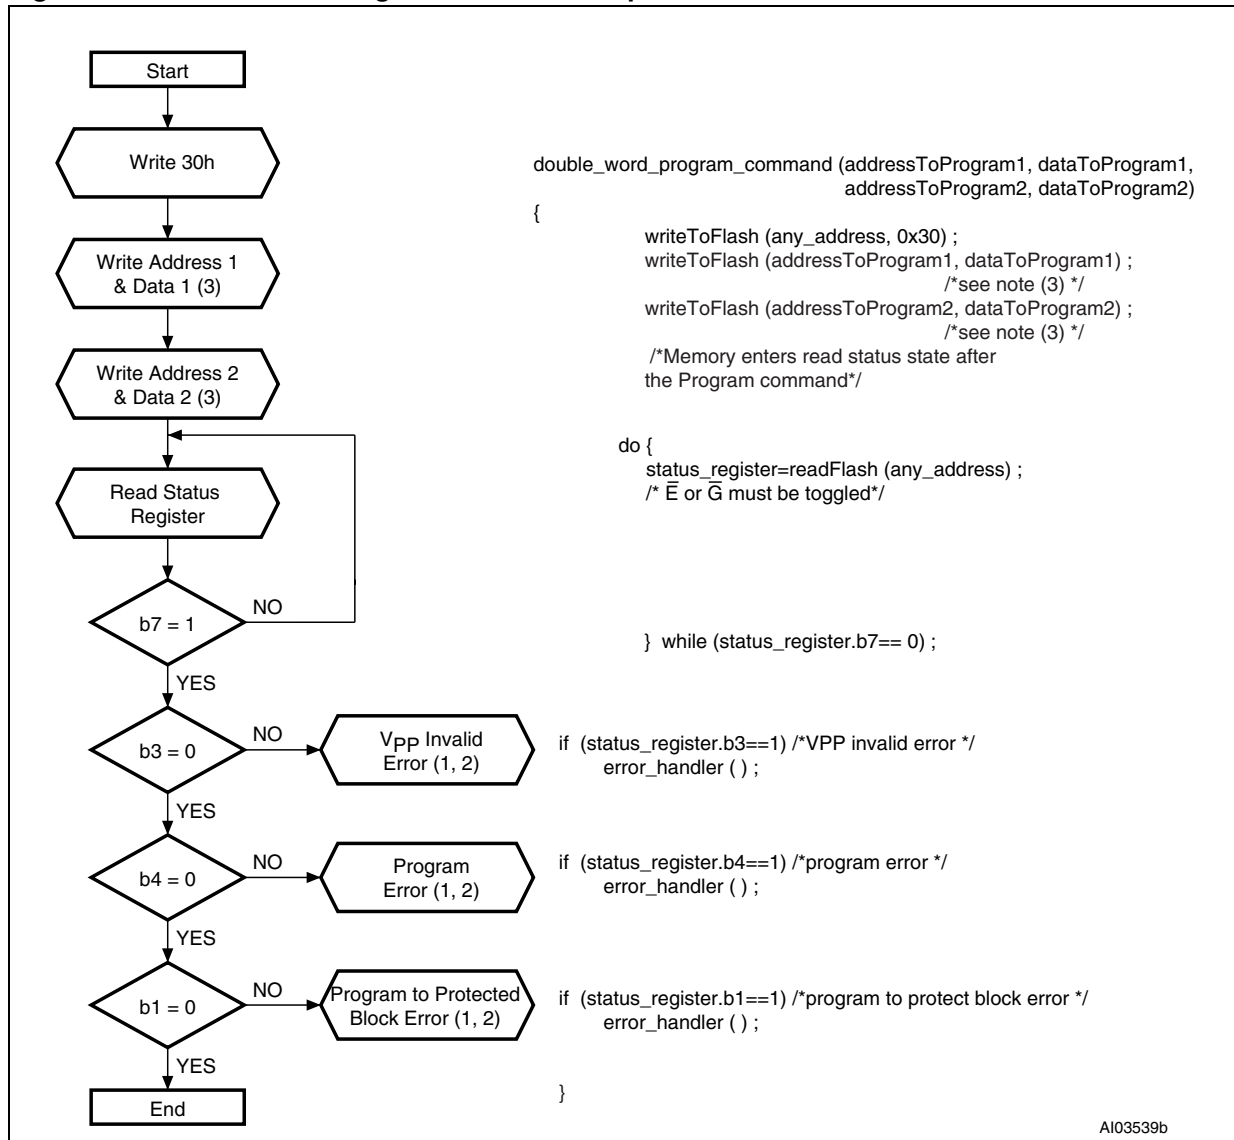 Start
Write 30h
Write Address 1
& Data 1 (3)
Write Address 2
& Data 2 (3)
Read Status
Register
b7 = 1
NO
YES
b3 = 0
NO
VPP Invalid
Error (1, 2)
YES
b4 = 0
NO
Program
Error (1, 2)
YES
b1 = 0
NO
Program to Protected
Block Error (1, 2)
YES
End
double_word_program_command (addressToProgram1, dataToProgram1,
addressToProgram2, dataToProgram2)
{
writeToFlash (any_address, 0x30) ;
writeToFlash (addressToProgram1, dataToProgram1) ;
/*see note (3) */
writeToFlash (addressToProgram2, dataToProgram2) ;
/*see note (3) */
/*Memory enters read status state after
the Program command*/
do {
status_register=readFlash (any_address) ;
/* E̅ or G̅ must be toggled*/
} while (status_register.b7== 0) ;
if (status_register.b3==1) /*VPP invalid error */
error_handler ( ) ;
if (status_register.b4==1) /*program error */
error_handler ( ) ;
if (status_register.b1==1) /*program to protect block error */
error_handler ( ) ;
}
AI03539b